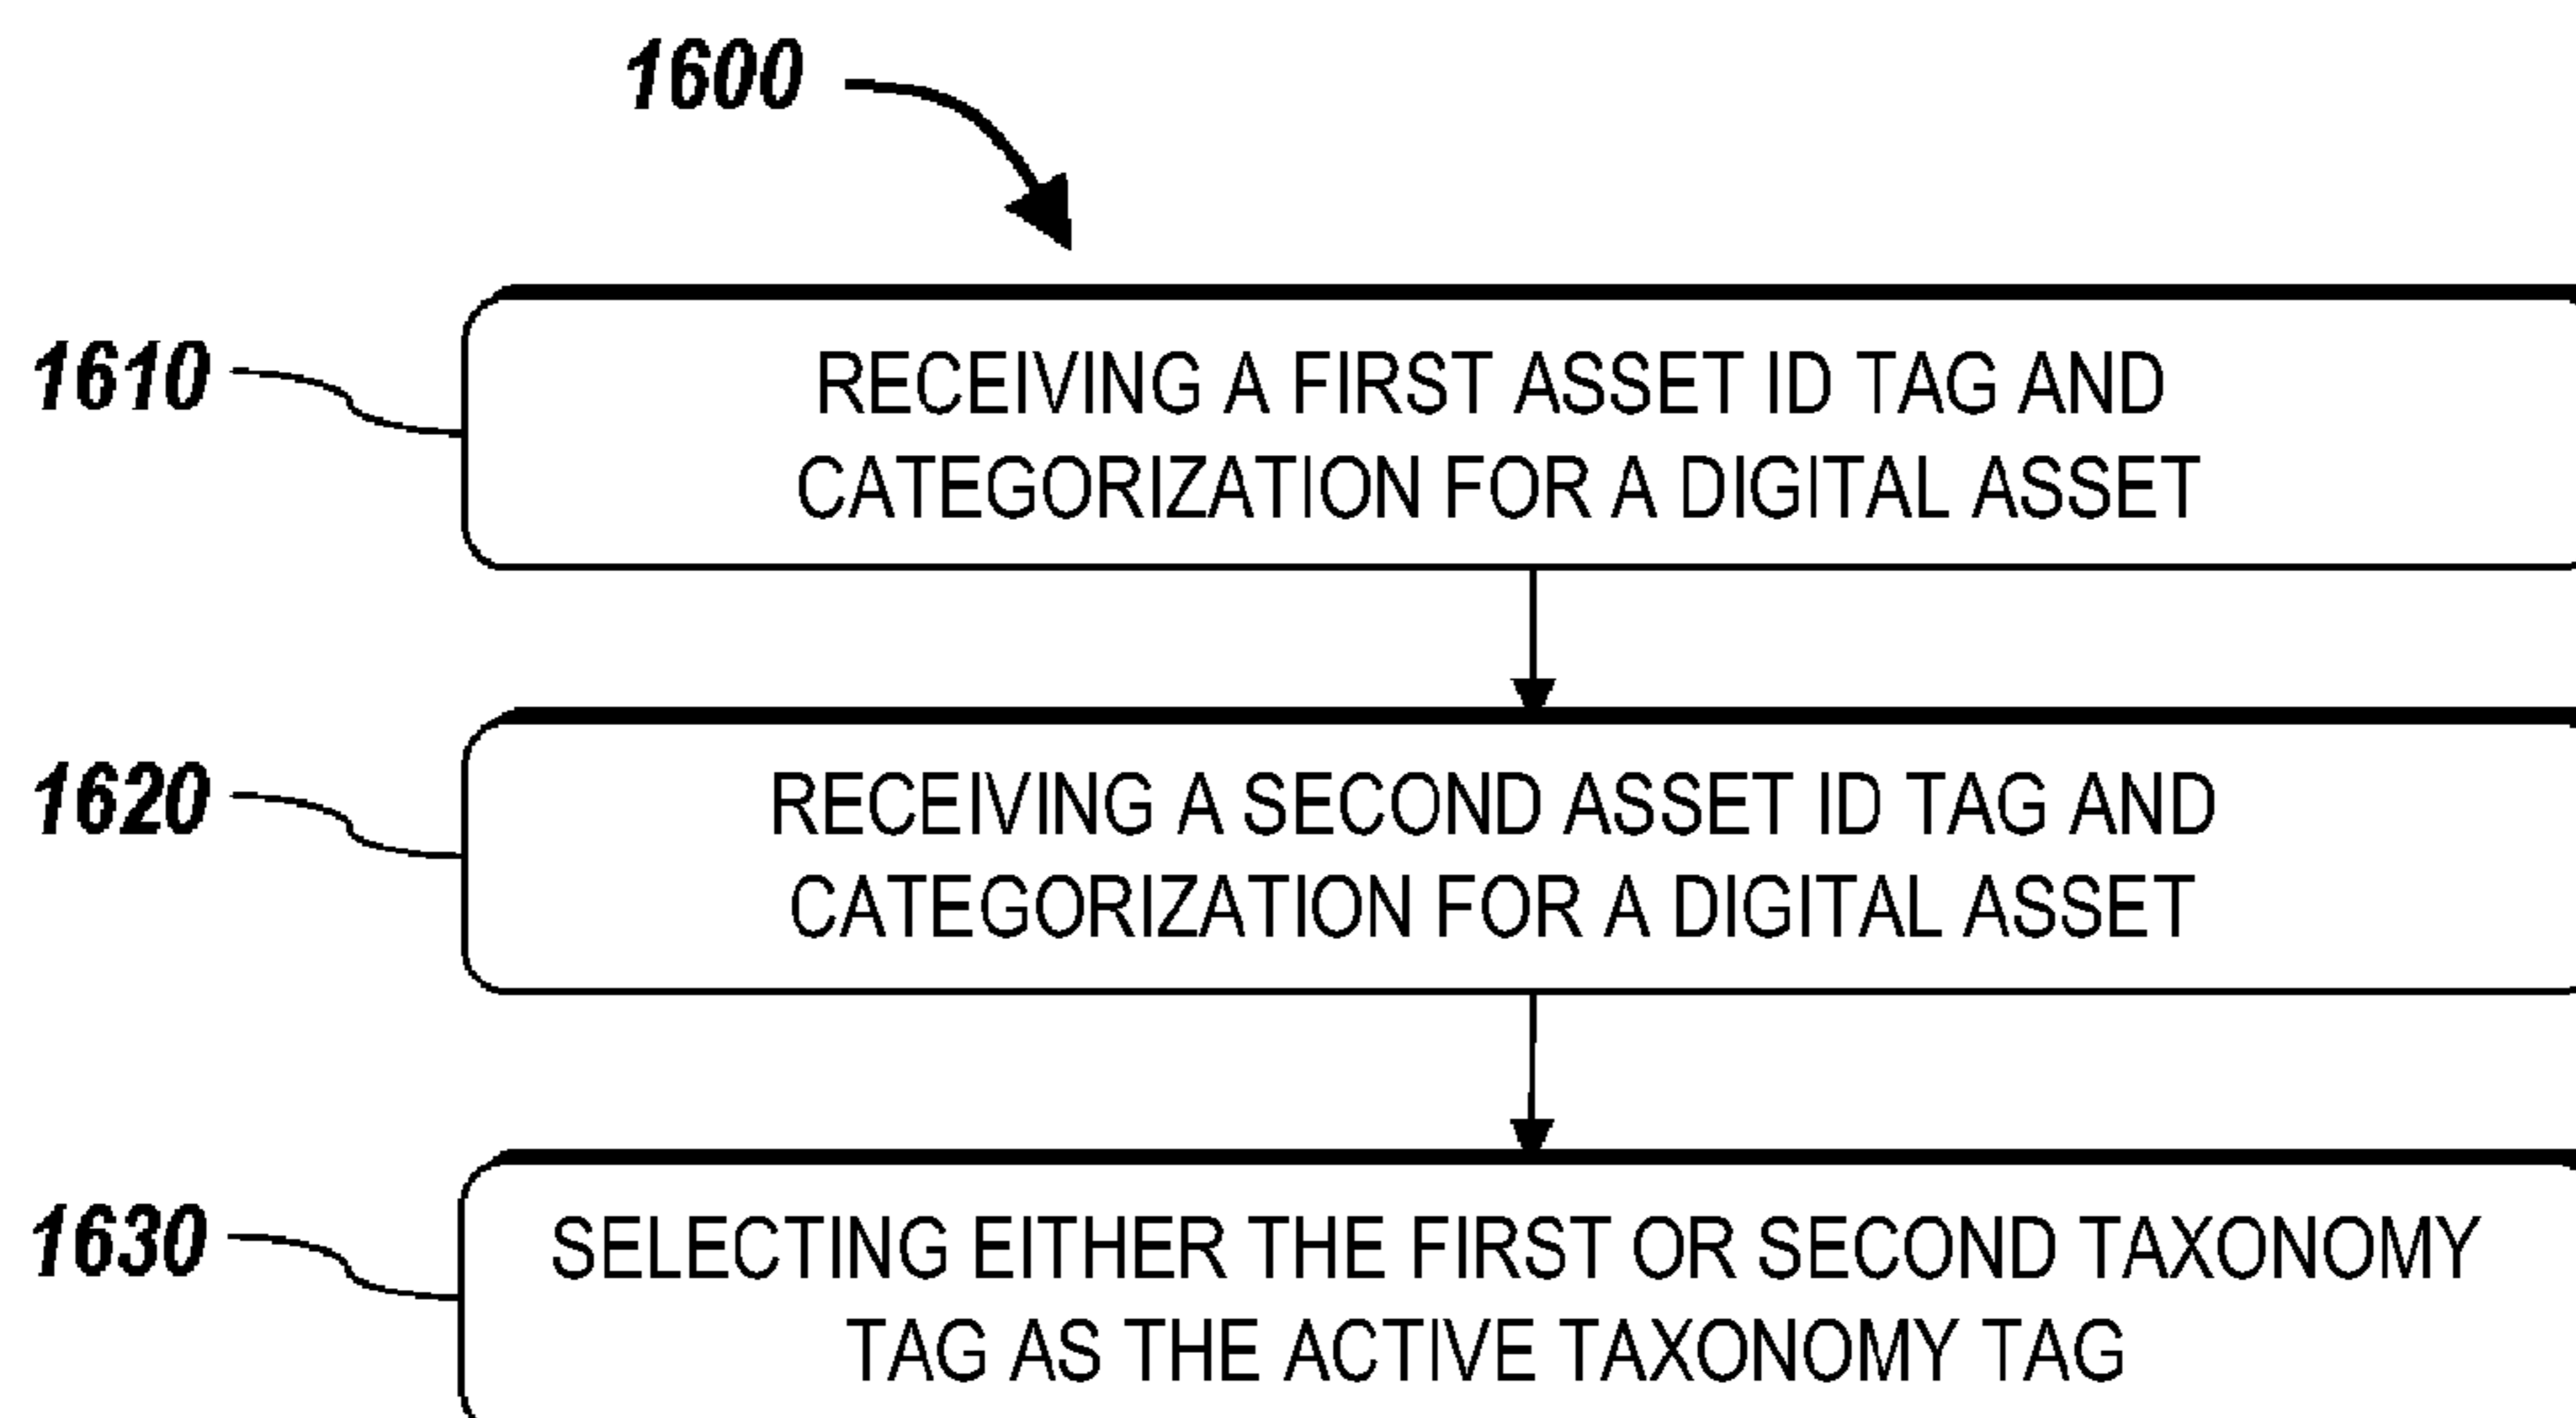 1600
1610
RECEIVING A FIRST ASSET ID TAG AND
CATEGORIZATION FOR A DIGITAL ASSET
1620
RECEIVING A SECOND ASSET ID TAG AND
CATEGORIZATION FOR A DIGITAL ASSET
1630
SELECTING EITHER THE FIRST OR SECOND TAXONOMY
TAG AS THE ACTIVE TAXONOMY TAG